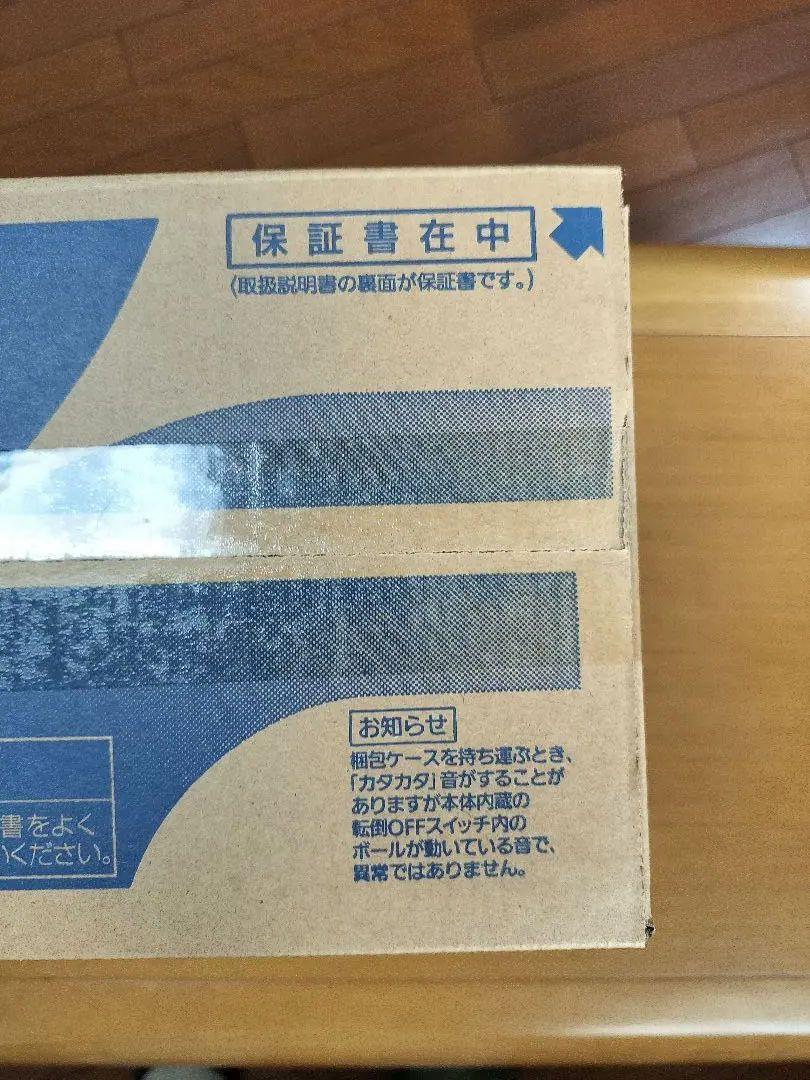 保証書在中
(取扱説明書の裏面が保証書です。)
お知らせ
梱包ケースを持ち運ぶとき、
「カタカタ」音がすることが
ありますが本体内蔵の
転倒OFFスイッチ内の
ボールが動いている音で、
異常ではありません。
書をよく
ください。